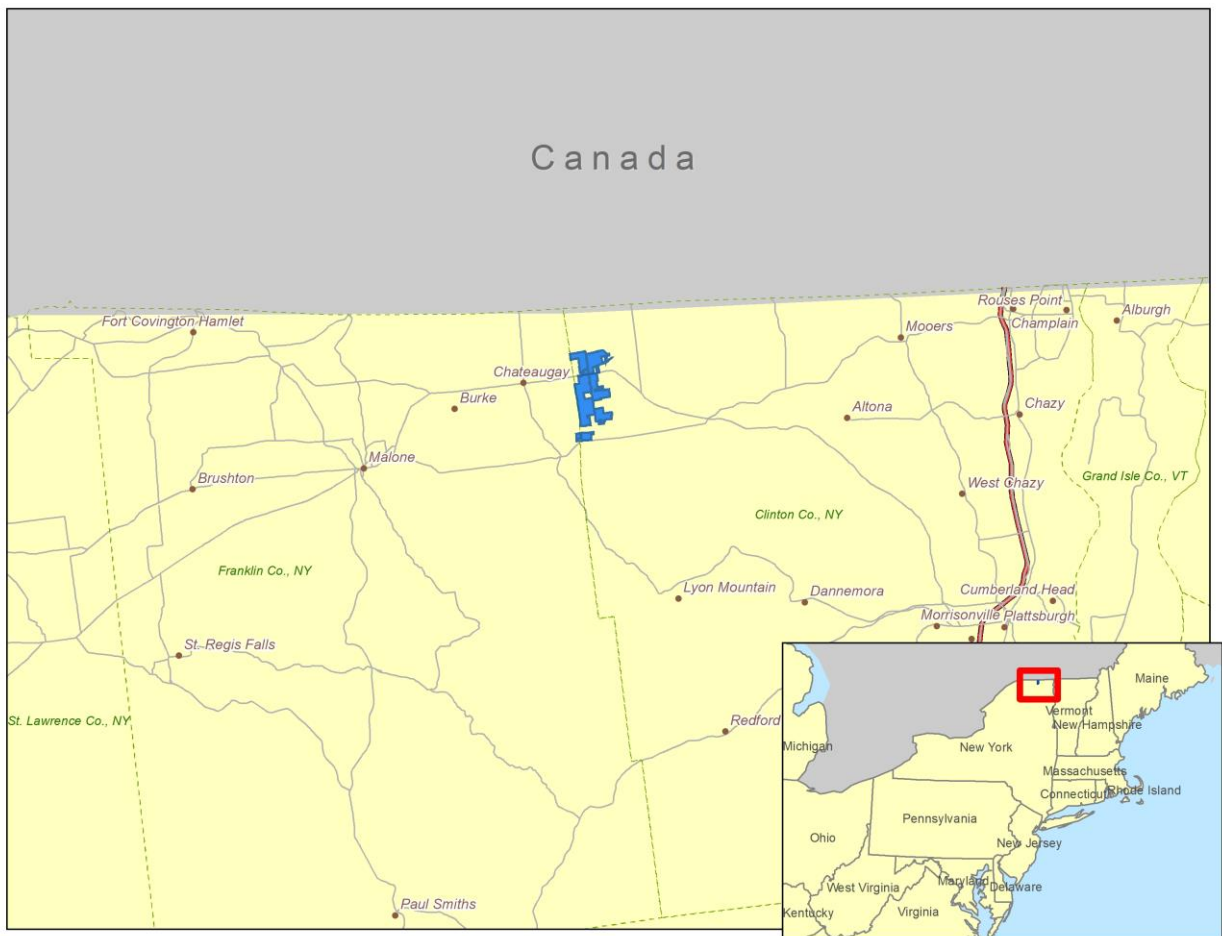 Canada
Fort Covington Hamlet
Rouses Point
Champlain
Alburgh
Mooers
Chateaugay
Burke
Altona
Chazy
Malone
Brushton
West Chazy
Grand Isle Co., VT
Clinton Co., NY
Franklin Co., NY
Lyon Mountain
Dannemora
Cumberland Head
Morrisonville
Plattsburgh
St. Regis Falls
St. Lawrence Co., NY
Redford
Paul Smiths
Maine
Vermont
New Hampshire
Michigan
New York
Massachusetts
Connecticut
Rhode Island
Pennsylvania
Ohio
New Jersey
Maryland
Delaware
West Virginia
Kentucky
Virginia